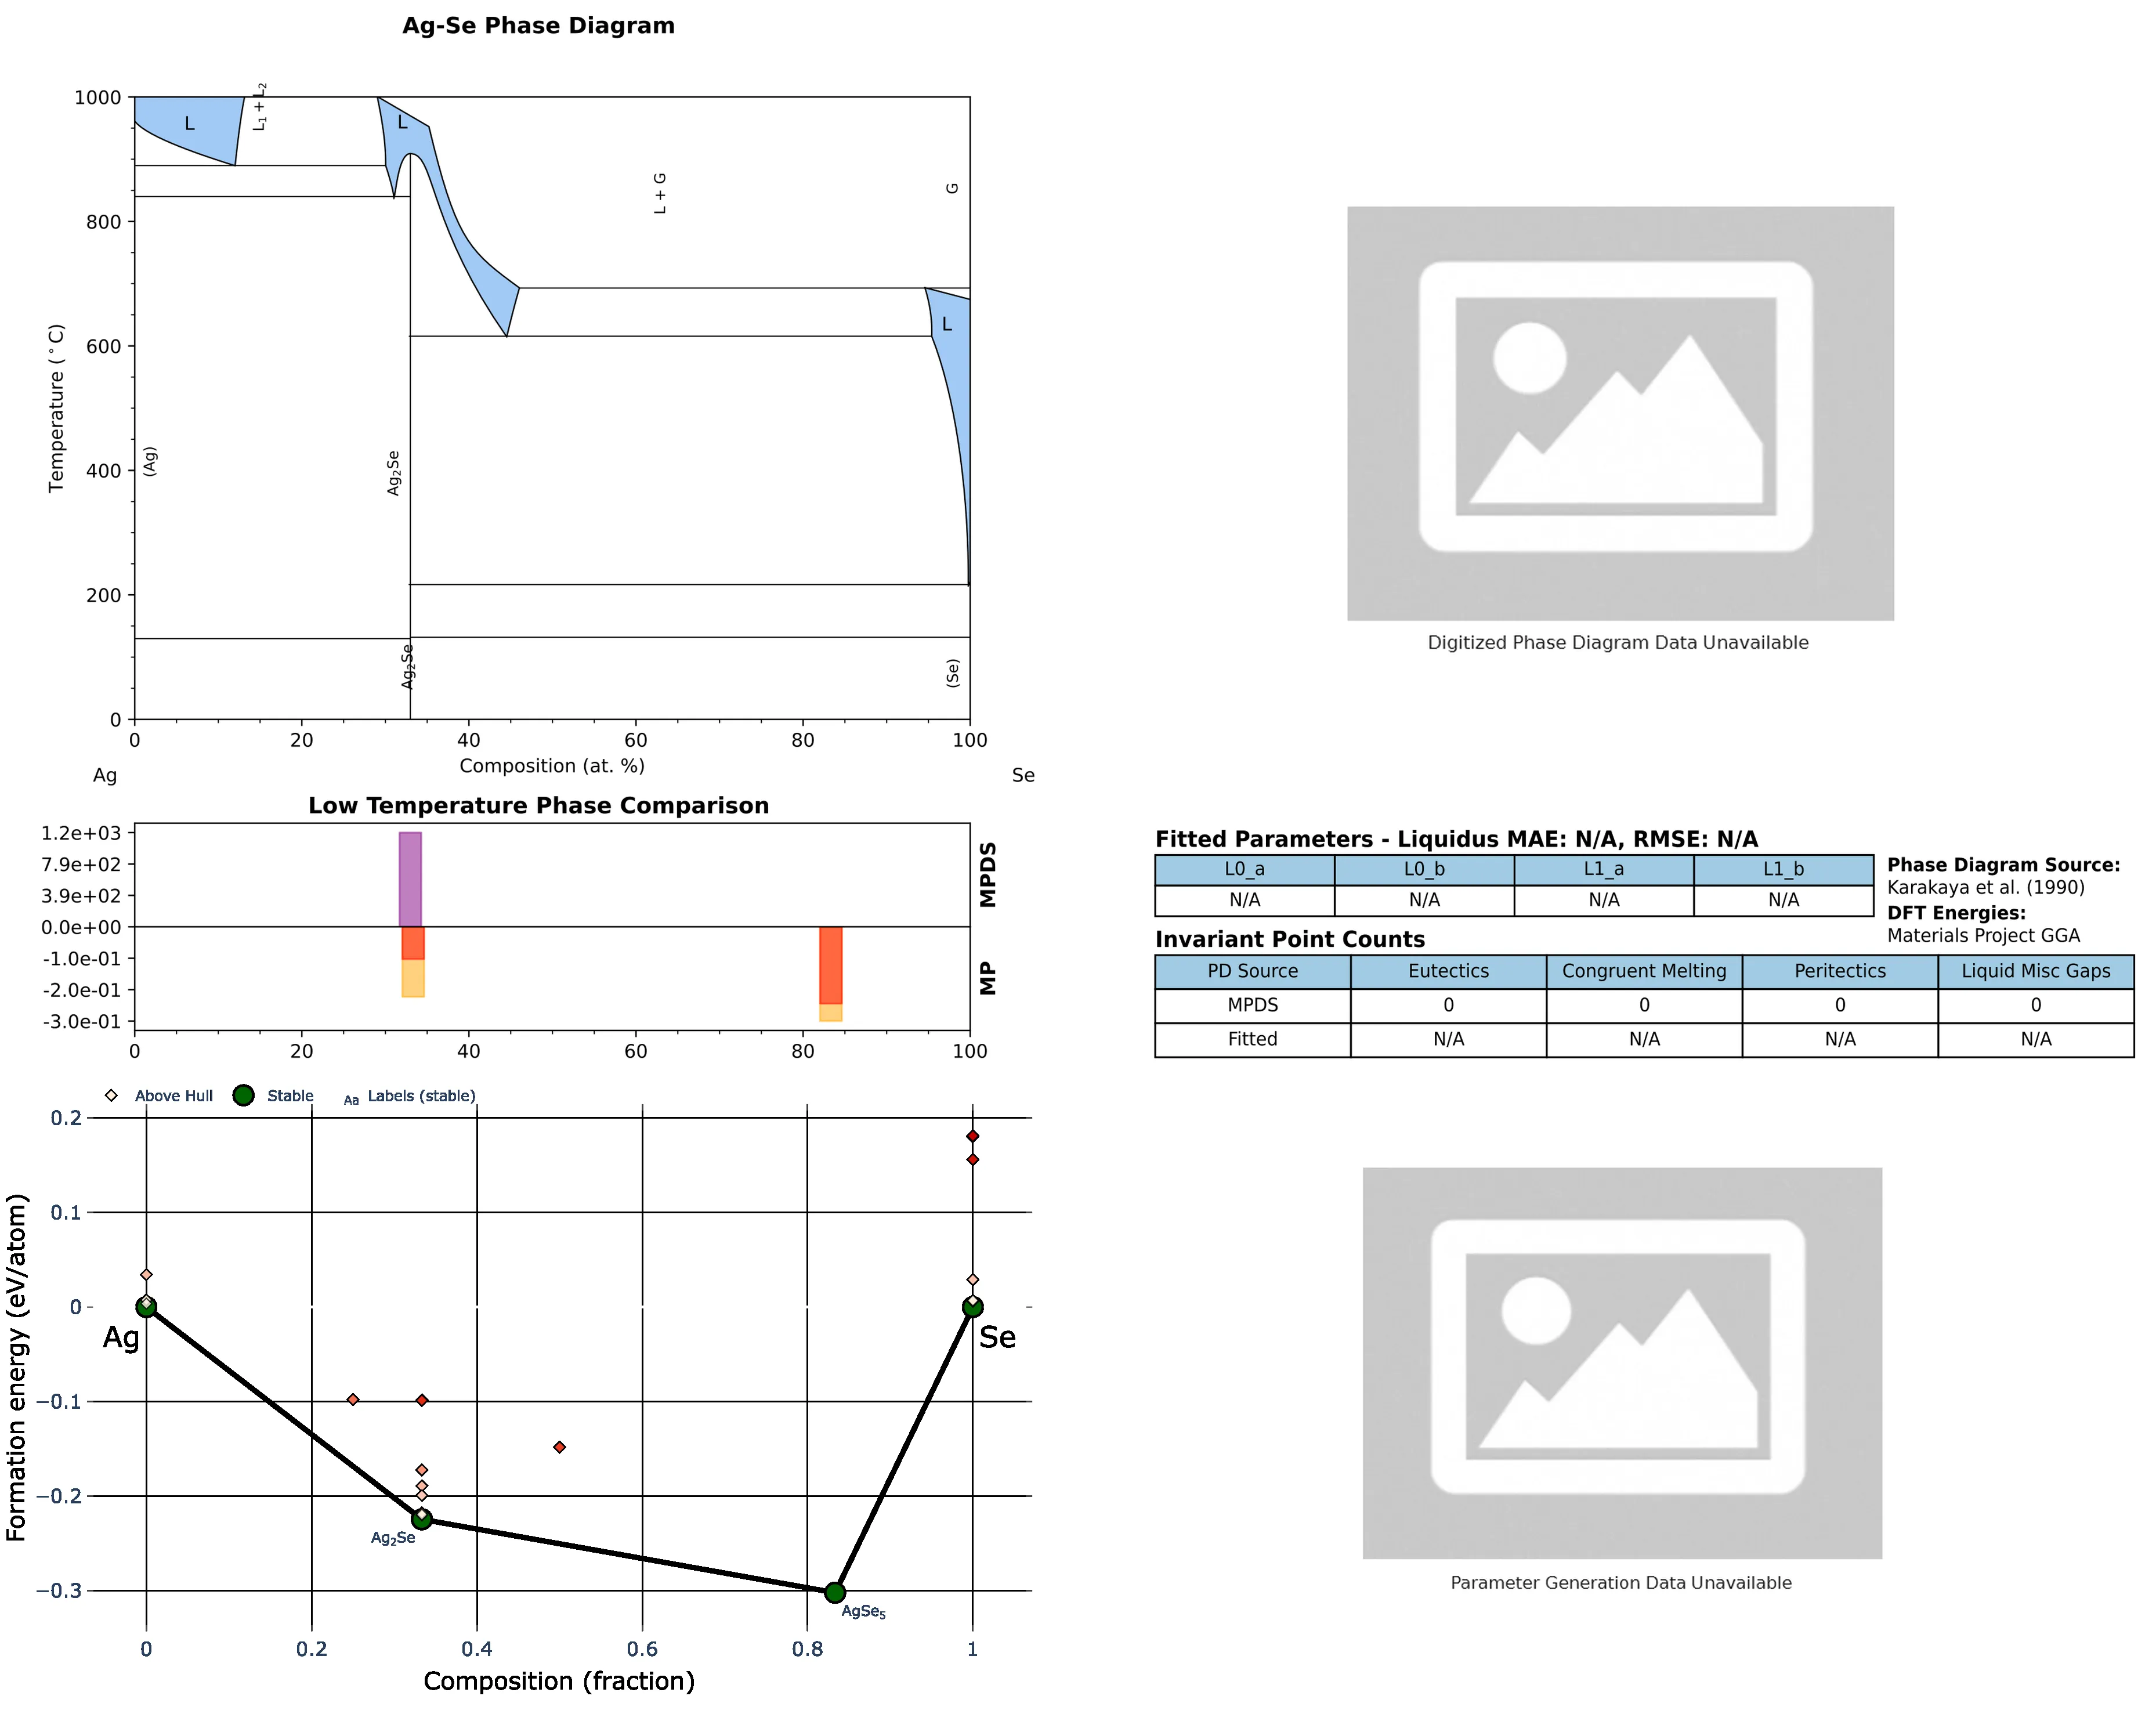 Ag-Se Phase Diagram
1000
800
600
400
200
0
Temperature (°C)
L
L₁ + L₂
L
L + G
G
L
(Ag)
Ag₂Se
Ag₂Se
(Se)
0 20 40 60 80 100
Composition (at. %)
Ag
Se
Digitized Phase Diagram Data Unavailable
Low Temperature Phase Comparison
1.2e+03
7.9e+02
3.9e+02
0.0e+00
-1.0e-01
-2.0e-01
-3.0e-01
MPDS
MP
0 20 40 60 80 100
Fitted Parameters - Liquidus MAE: N/A, RMSE: N/A
L0_a L0_b L1_a L1_b
N/A N/A N/A N/A
Phase Diagram Source:
Karakaya et al. (1990)
DFT Energies:
Materials Project GGA
Invariant Point Counts
PD Source Eutectics Congruent Melting Peritectics Liquid Misc Gaps
MPDS 0 0 0 0
Fitted N/A N/A N/A N/A
Above Hull Stable Aa Labels (stable)
0.2
0.1
0
−0.1
−0.2
−0.3
Formation energy (eV/atom)
Ag
Se
Ag₂Se
AgSe₅
0 0.2 0.4 0.6 0.8 1
Composition (fraction)
Parameter Generation Data Unavailable